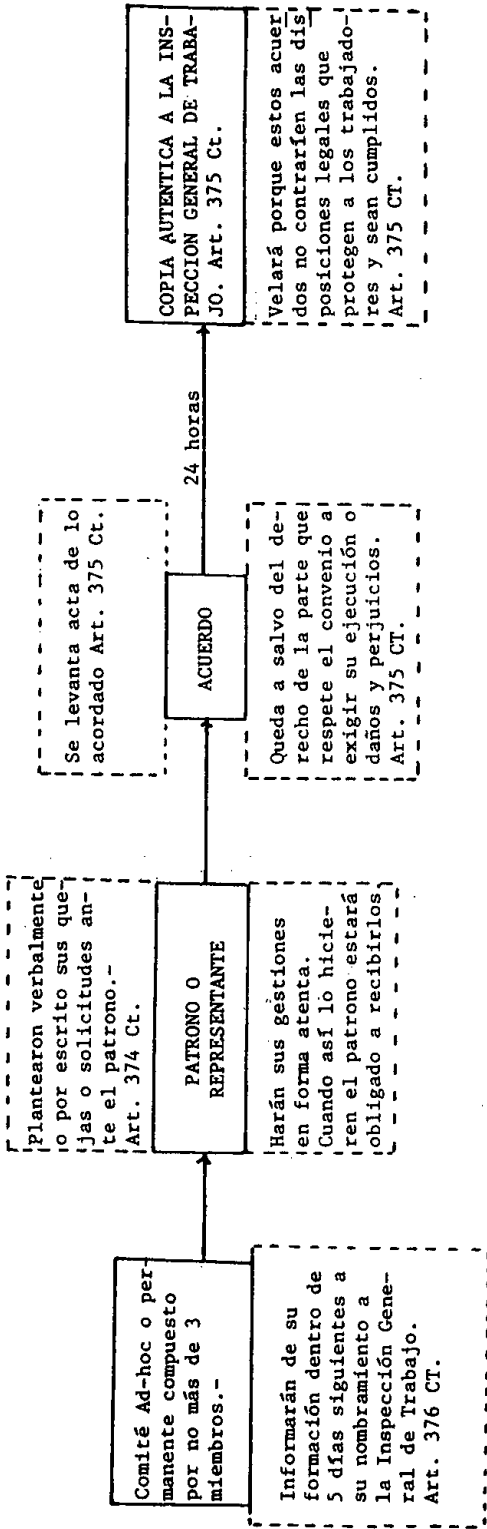 Comité Ad-hoc o per-
manente compuesto
por no más de 3
miembros.-
Informarán de su
formación dentro de
5 días siguientes a
su nombramiento a
la Inspección Gene-
ral de Trabajo.
Art. 376 CT.
Plantearon verbalmente
o por escrito sus que-
jas o solicitudes an-
te el patrono.-
Art. 374 Ct.
PATRONO O
REPRESENTANTE
Harán sus gestiones
en forma atenta.
Cuando así lo hicie-
ren el patrono estará
obligado a recibirlos
Se levanta acta de lo
acordado Art. 375 Ct.
ACUERDO
Queda a salvo del de-
recho de la parte que
respete el convenio a
exigir su ejecución o
daños y perjuicios.
Art. 375 CT.
24 horas
COPIA AUTENTICA A LA INS-
PECCION GENERAL DE TRABA-
JO. Art. 375 Ct.
Velará porque estos acuer
dos no contraríen las dis
posiciones legales que
protegen a los trabajado-
res y sean cumplidos.
Art. 375 CT.